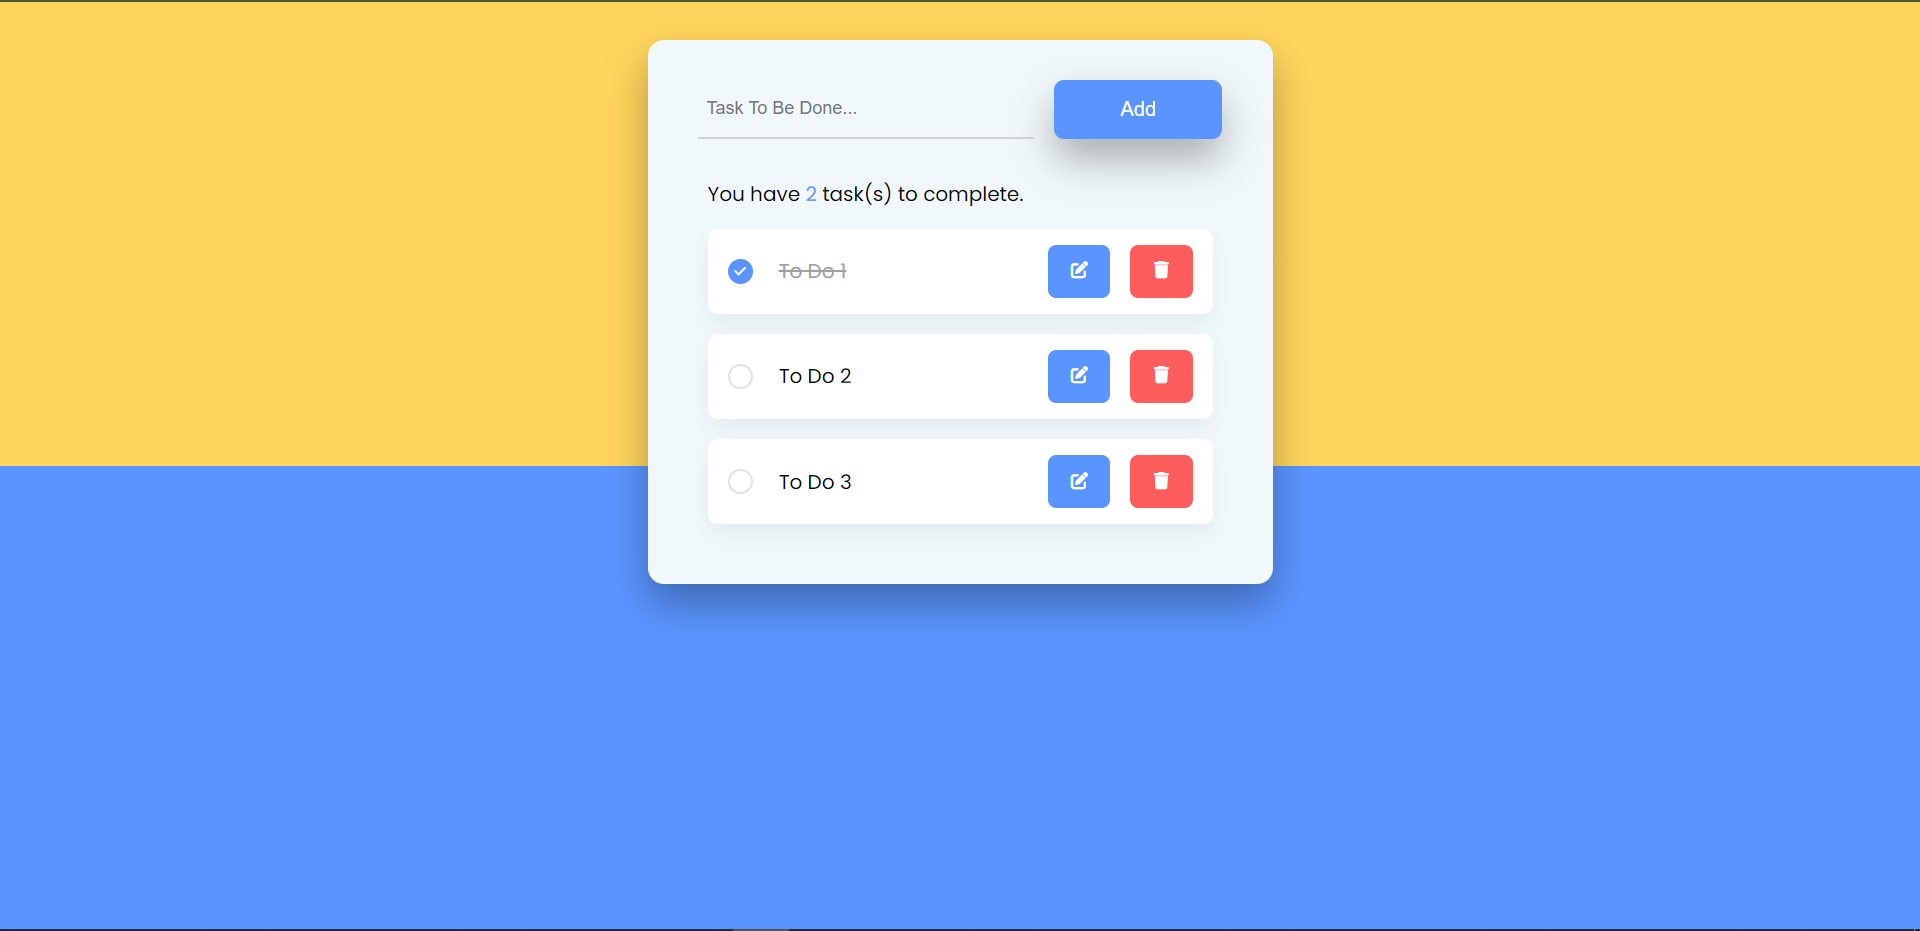 Task To Be Done...
Add
You have 2 task(s) to complete.
To Do 1
To Do 2
To Do 3